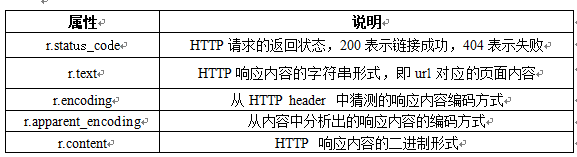 属性 说明
r.status_code HTTP 请求的返回状态，200 表示链接成功，404 表示失败
r.text HTTP 响应内容的字符串形式，即 url 对应的页面内容
r.encoding 从 HTTP header 中猜测的响应内容编码方式
r.apparent_encoding 从内容中分析出的响应内容的编码方式
r.content HTTP 响应内容的二进制形式